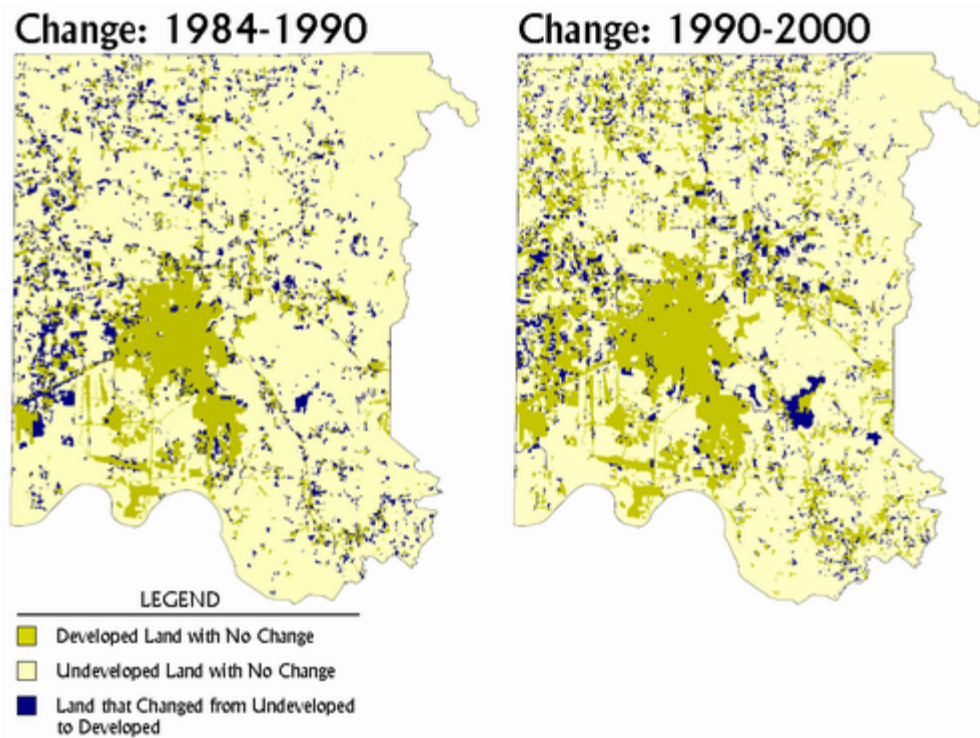 Change: 1984-1990
Change: 1990-2000
LEGEND
Developed Land with No Change
Undeveloped Land with No Change
Land that Changed from Undeveloped
to Developed